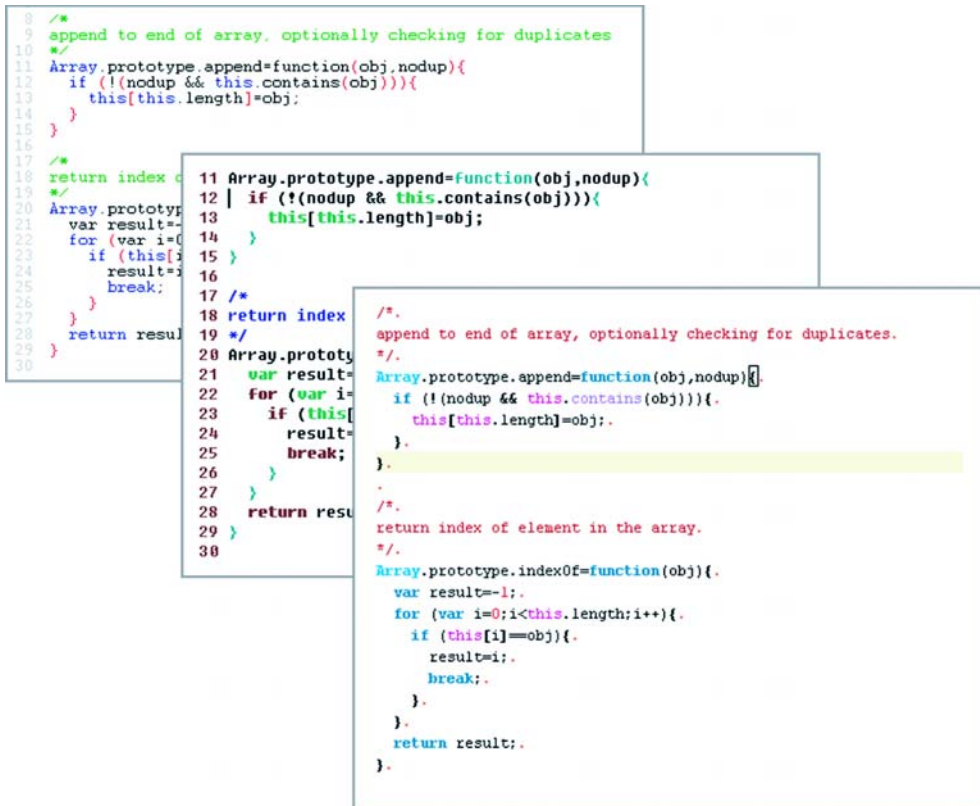 8 /*
9 append to end of array, optionally checking for duplicates
10 */
11 Array.prototype.append=function(obj,nodup){
12 if (!(nodup && this.contains(obj))){
13 this[this.length]=obj;
14 }
15 }
16
17 /*
18 return index
19 */
20 Array.prototyp
21 var result=-
22 for (var i=0
23 if (this[i
24 result=i
25 break;
26 }
27 }
28 return resul
29 }
30
11 Array.prototype.append=function(obj,nodup){
12 if (!(nodup && this.contains(obj))){
13 this[this.length]=obj;
14 }
15 }
16
17 /*
18 return index
19 */
20 Array.prototy
21 var result=
22 for (var i=
23 if (this[
24 result=
25 break;
26 }
27 }
28 return resu
29 }
30
/*.
append to end of array, optionally checking for duplicates.
*/.
Array.prototype.append=function(obj,nodup){.
if (!(nodup && this.contains(obj))){.
this[this.length]=obj;.
}.
}.
.
/*.
return index of element in the array.
*/.
Array.prototype.indexOf=function(obj){.
var result=-1;.
for (var i=0;i<this.length;i++){.
if (this[i]==obj){.
result=i;.
break;.
}.
}.
return result;.
}.